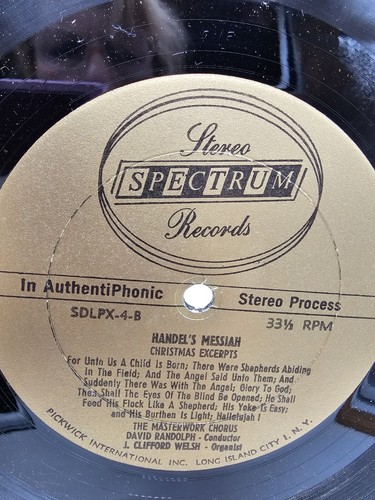 Stereo
SPECTRUM
Records
In AuthentiPhonic
Stereo Process
SDLPX-4-B
33⅓ RPM
HANDEL'S MESSIAH
CHRISTMAS EXCERPTS
For Unto Us A Child Is Born; There Were Shepherds Abiding
In The Field; And The Angel Said Unto Them; And
Suddenly There Was With The Angel; Glory To God;
Then Shall The Eyes Of The Blind Be Opened; He Shall
Feed His Flock Like A Shepherd; His Yoke Is Easy;
and His Burthen Is Light; Hallelujah!
THE MASTERWORK CHORUS
DAVID RANDOLPH - Conductor
J. CLIFFORD WELSH - Organist
PICKWICK INTERNATIONAL INC. LONG ISLAND CITY 1, N. Y.